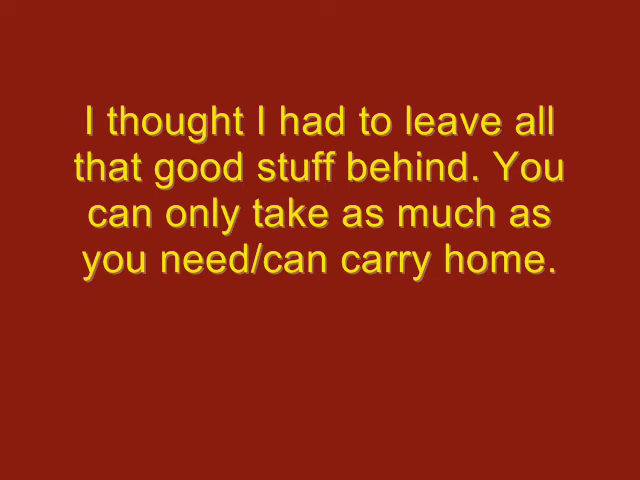 I thought I had to leave all
that good stuff behind. You
can only take as much as
you need/can carry home.